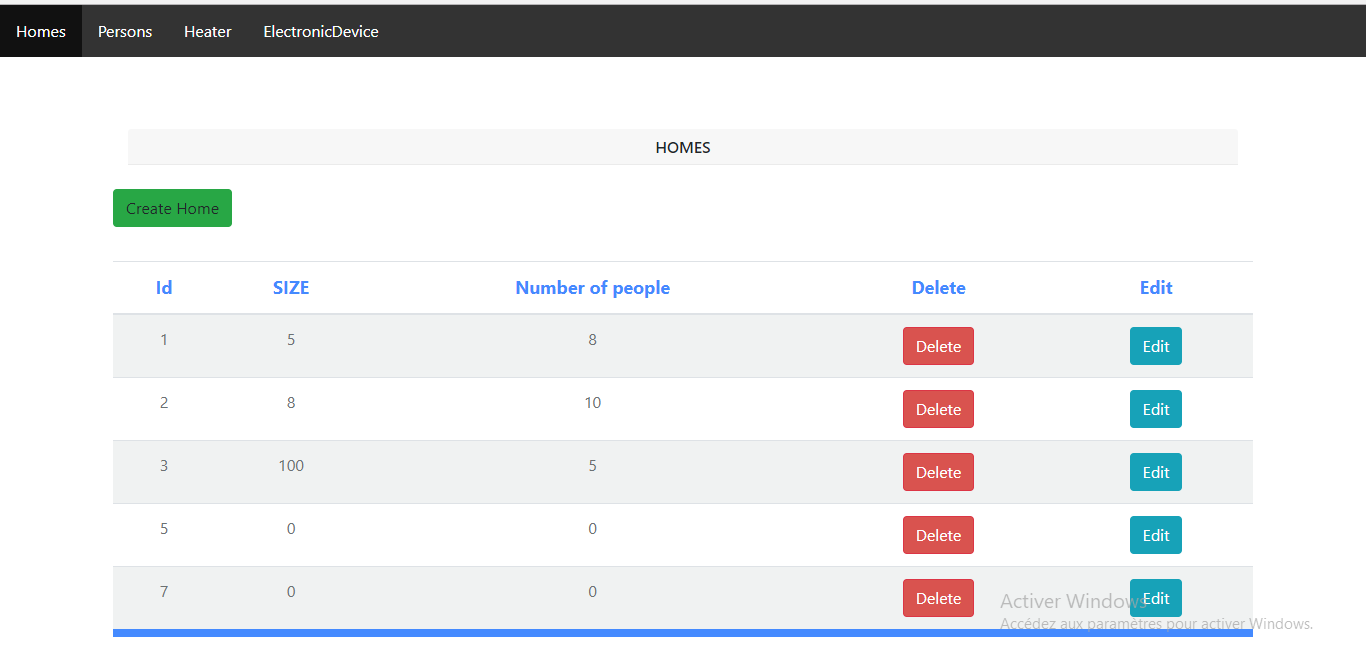 Homes Persons Heater ElectronicDevice
HOMES
Create Home
Id SIZE Number of people Delete Edit
1 5 8 Delete Edit
2 8 10 Delete Edit
3 100 5 Delete Edit
5 0 0 Delete Edit
7 0 0 Delete Edit
Activer Windows
Accédez aux paramètres pour activer Windows.